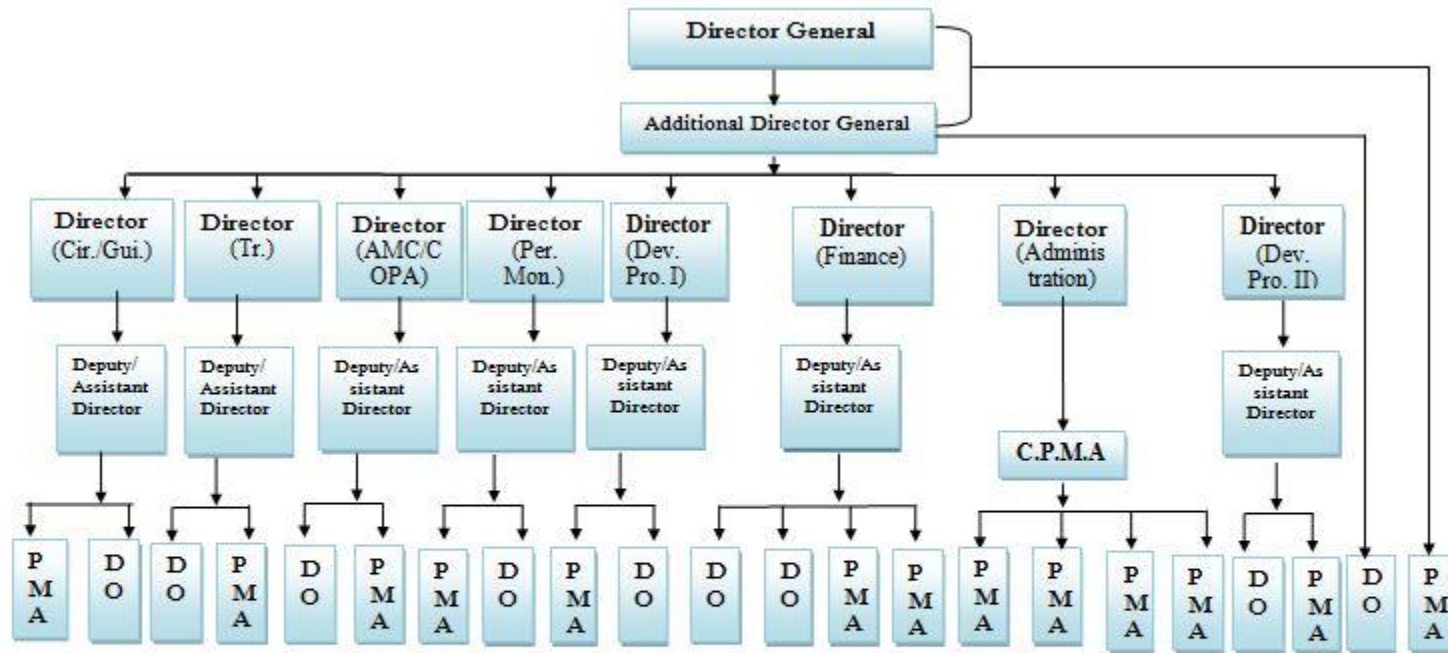 Director General
Additional Director General
Director
(Cir./Gui.)
Director
(Tr.)
Director
(AMC/C
OPA)
Director
(Per.
Mon.)
Director
(Dev.
Pro. I)
Director
(Finance)
Director
(Adminis
tration)
Director
(Dev.
Pro. II)
Deputy/
Assistant
Director
Deputy/
Assistant
Director
Deputy/As
sistant
Director
Deputy/As
sistant
Director
Deputy/As
sistant
Director
Deputy/As
sistant
Director
C.P.M.A
Deputy/As
sistant
Director
P
M
A
D
O
D
O
P
M
A
D
O
P
M
A
P
M
A
D
O
P
M
A
D
O
D
O
D
O
P
M
A
P
M
A
P
M
A
P
M
A
P
M
A
P
M
A
D
O
P
M
A
D
O
P
M
A